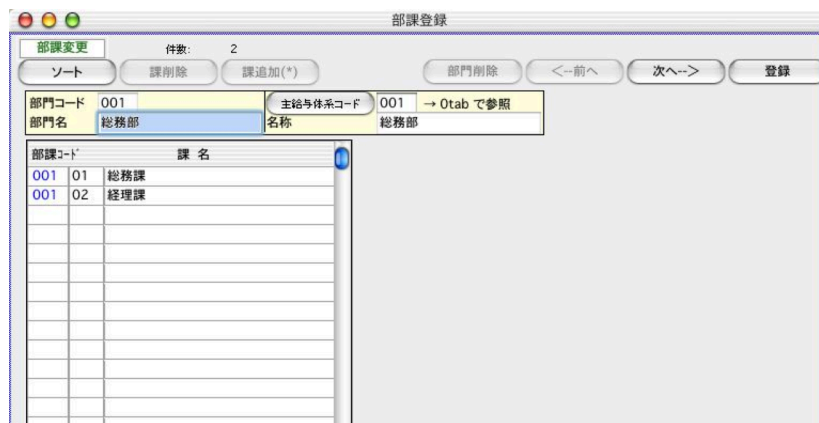 部課登録
部課変更 件数: 2
ソート 課削除 課追加(*) 部門削除 <--前へ 次へ--> 登録
部門コード 001 主給与体系コード 001 → 0tab で参照
部門名 総務部 名称 総務部
部課ｺｰﾄﾞ 課 名
001 01 総務課
001 02 経理課